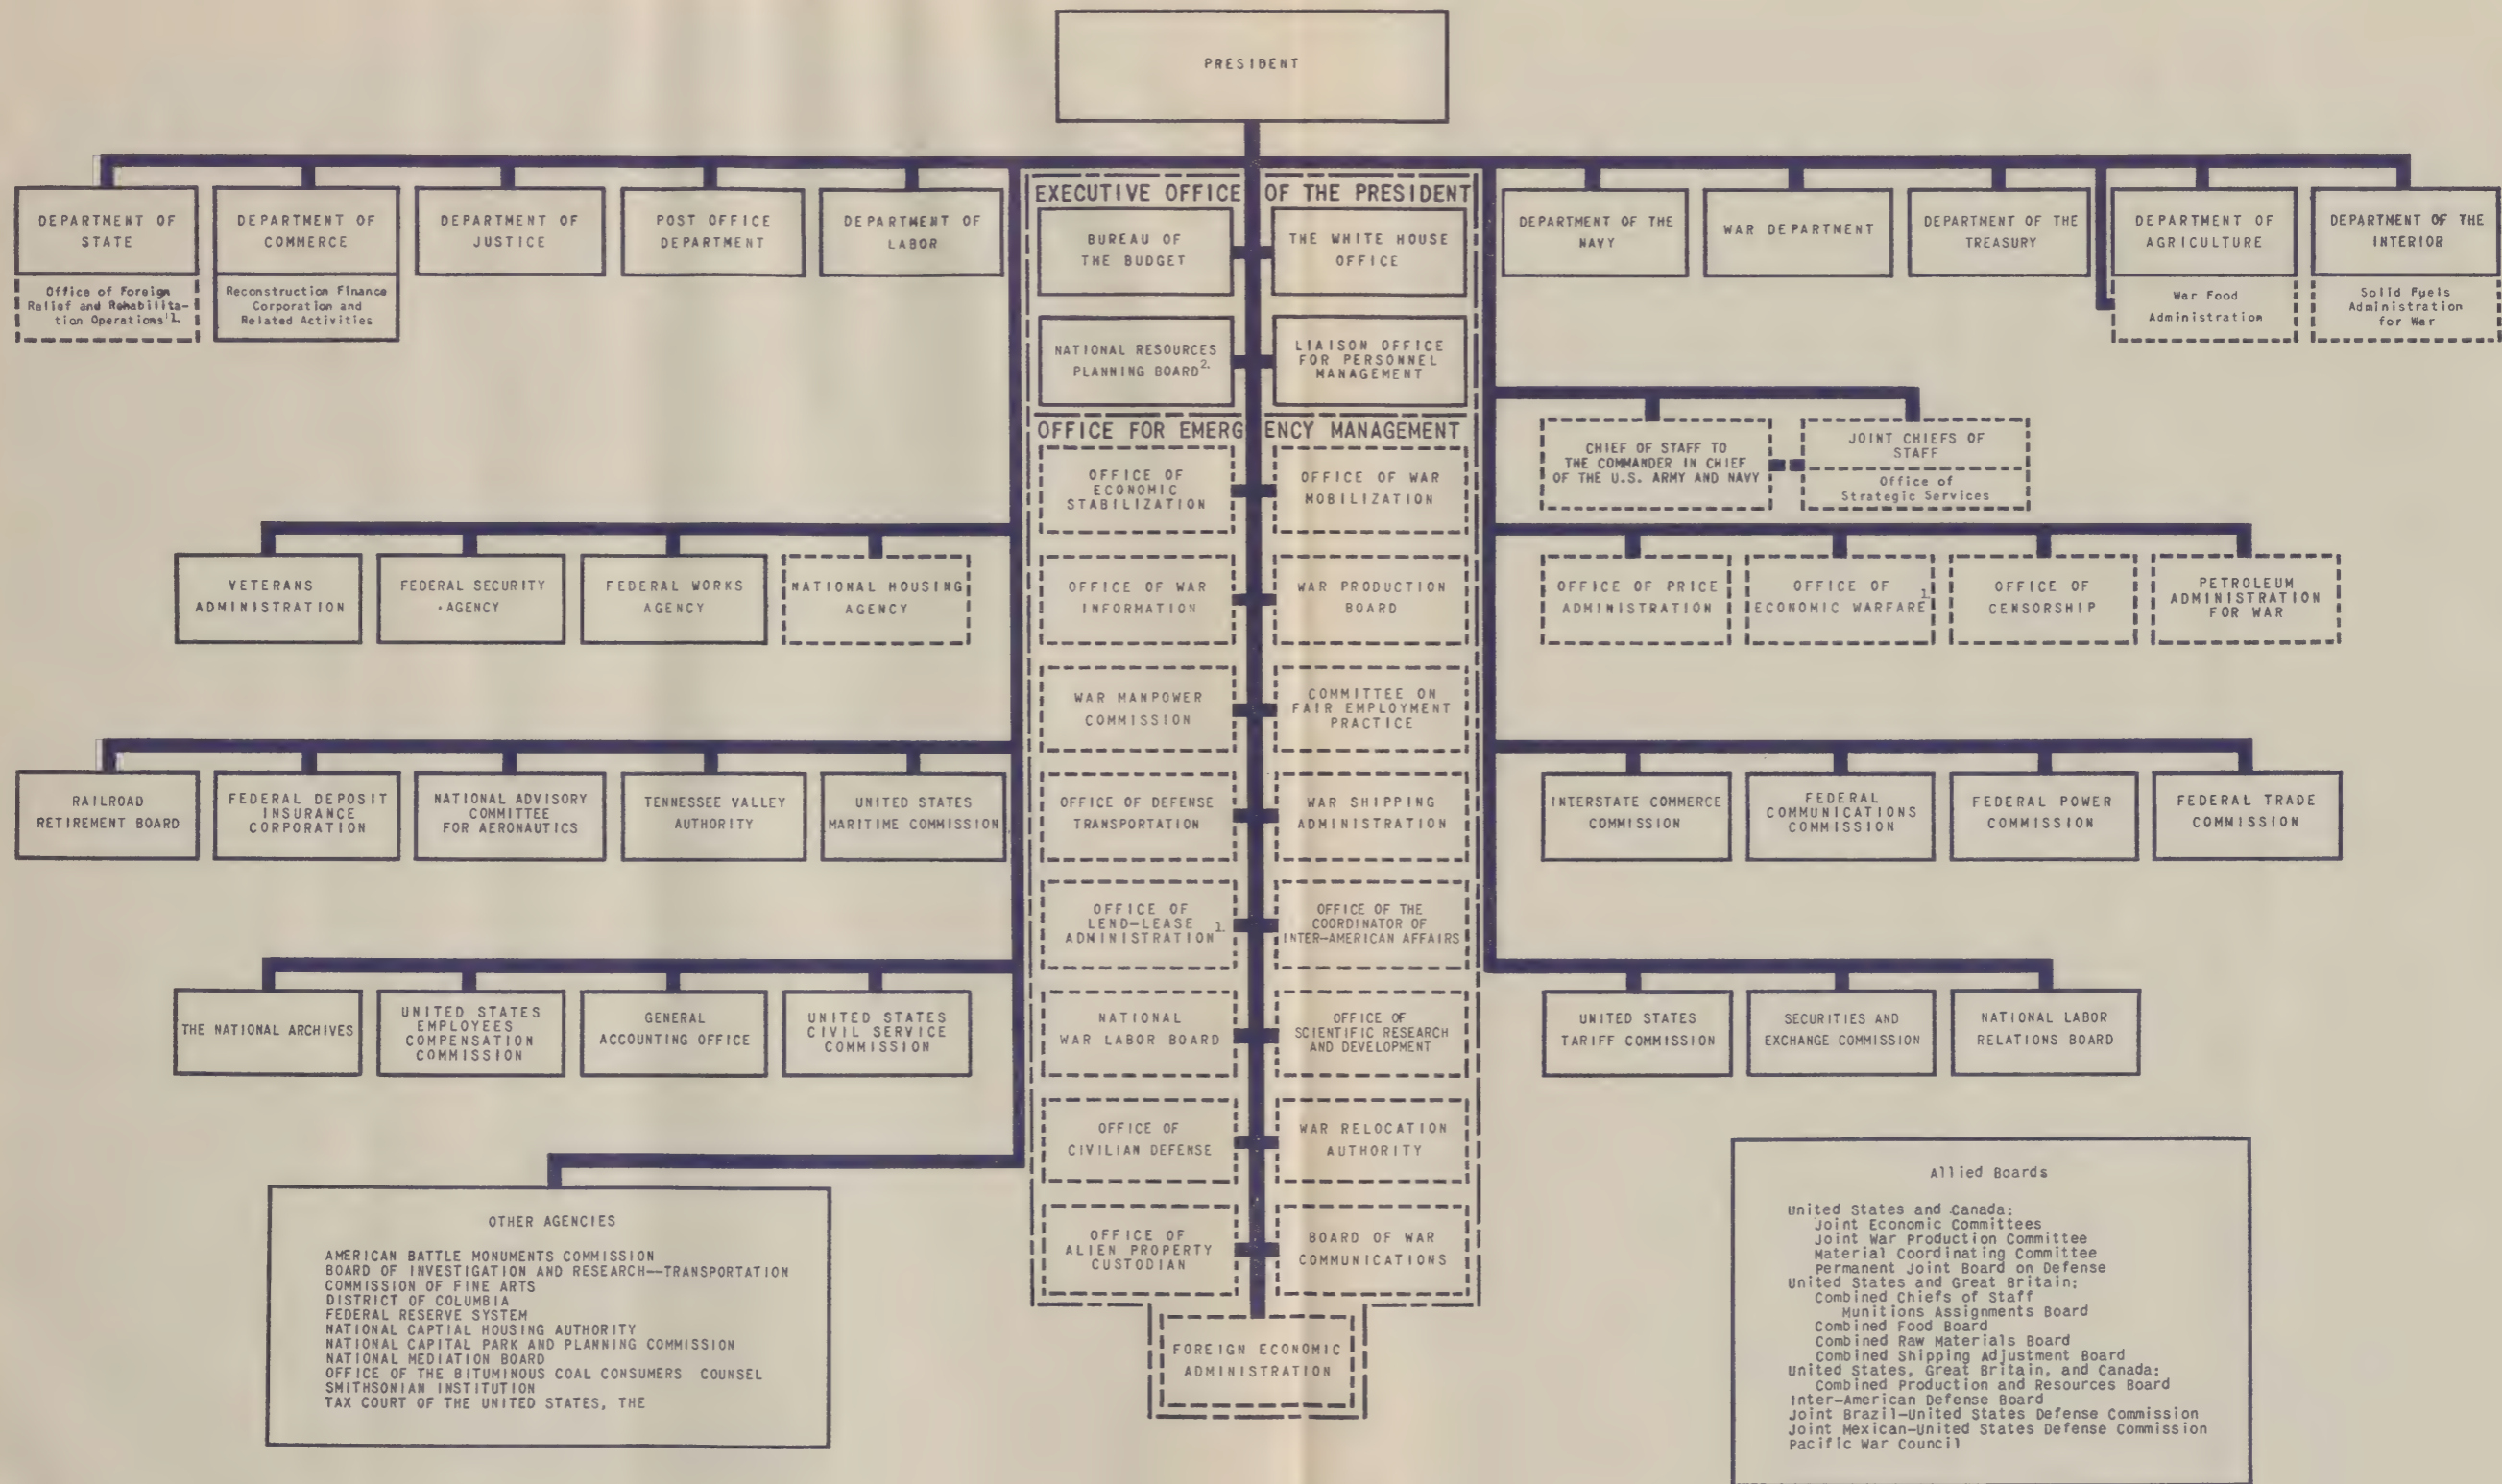 PRESIDENT
DEPARTMENT OF
STATE
Office of Foreign
Relief and Rehabilita-
tion Operations 1.
DEPARTMENT OF
COMMERCE
Reconstruction Finance
Corporation and
Related Activities
DEPARTMENT OF
JUSTICE
POST OFFICE
DEPARTMENT
DEPARTMENT OF
LABOR
EXECUTIVE OFFICE OF THE PRESIDENT
BUREAU OF
THE BUDGET
THE WHITE HOUSE
OFFICE
NATIONAL RESOURCES
PLANNING BOARD 2.
LIAISON OFFICE
FOR PERSONNEL
MANAGEMENT
DEPARTMENT OF THE
NAVY
WAR DEPARTMENT
DEPARTMENT OF THE
TREASURY
DEPARTMENT OF
AGRICULTURE
War Food
Administration
DEPARTMENT OF THE
INTERIOR
Solid Fuels
Administration
for War
CHIEF OF STAFF TO
THE COMMANDER IN CHIEF
OF THE U.S. ARMY AND NAVY
JOINT CHIEFS OF
STAFF
Office of
Strategic Services
OFFICE FOR EMERGENCY MANAGEMENT
OFFICE OF
ECONOMIC
STABILIZATION
OFFICE OF WAR
MOBILIZATION
OFFICE OF WAR
INFORMATION
WAR PRODUCTION
BOARD
WAR MANPOWER
COMMISSION
COMMITTEE ON
FAIR EMPLOYMENT
PRACTICE
OFFICE OF DEFENSE
TRANSPORTATION
WAR SHIPPING
ADMINISTRATION
OFFICE OF
LEND-LEASE
ADMINISTRATION 1.
OFFICE OF THE
COORDINATOR OF
INTER-AMERICAN AFFAIRS
NATIONAL
WAR LABOR BOARD
OFFICE OF
SCIENTIFIC RESEARCH
AND DEVELOPMENT
OFFICE OF
CIVILIAN DEFENSE
WAR RELOCATION
AUTHORITY
OFFICE OF
ALIEN PROPERTY
CUSTODIAN
BOARD OF WAR
COMMUNICATIONS
FOREIGN ECONOMIC
ADMINISTRATION
VETERANS
ADMINISTRATION
FEDERAL SECURITY
AGENCY
FEDERAL WORKS
AGENCY
NATIONAL HOUSING
AGENCY
OFFICE OF PRICE
ADMINISTRATION
OFFICE OF
ECONOMIC WARFARE 1.
OFFICE OF
CENSORSHIP
PETROLEUM
ADMINISTRATION
FOR WAR
RAILROAD
RETIREMENT BOARD
FEDERAL DEPOSIT
INSURANCE
CORPORATION
NATIONAL ADVISORY
COMMITTEE
FOR AERONAUTICS
TENNESSEE VALLEY
AUTHORITY
UNITED STATES
MARITIME COMMISSION
INTERSTATE COMMERCE
COMMISSION
FEDERAL
COMMUNICATIONS
COMMISSION
FEDERAL POWER
COMMISSION
FEDERAL TRADE
COMMISSION
THE NATIONAL ARCHIVES
UNITED STATES
EMPLOYEES
COMPENSATION
COMMISSION
GENERAL
ACCOUNTING OFFICE
UNITED STATES
CIVIL SERVICE
COMMISSION
UNITED STATES
TARIFF COMMISSION
SECURITIES AND
EXCHANGE COMMISSION
NATIONAL LABOR
RELATIONS BOARD
OTHER AGENCIES
AMERICAN BATTLE MONUMENTS COMMISSION
BOARD OF INVESTIGATION AND RESEARCH—TRANSPORTATION
COMMISSION OF FINE ARTS
DISTRICT OF COLUMBIA
FEDERAL RESERVE SYSTEM
NATIONAL CAPTIAL HOUSING AUTHORITY
NATIONAL CAPITAL PARK AND PLANNING COMMISSION
NATIONAL MEDIATION BOARD
OFFICE OF THE BITUMINOUS COAL CONSUMERS COUNSEL
SMITHSONIAN INSTITUTION
TAX COURT OF THE UNITED STATES, THE
Allied Boards
United States and Canada:
Joint Economic Committees
Joint War Production Committee
Material Coordinating Committee
Permanent Joint Board on Defense
United States and Great Britain:
Combined Chiefs of Staff
Munitions Assignments Board
Combined Food Board
Combined Raw Materials Board
Combined Shipping Adjustment Board
United States, Great Britain, and Canada:
Combined Production and Resources Board
Inter-American Defense Board
Joint Brazil-United States Defense Commission
Joint Mexican-United States Defense Commission
Pacific War Council